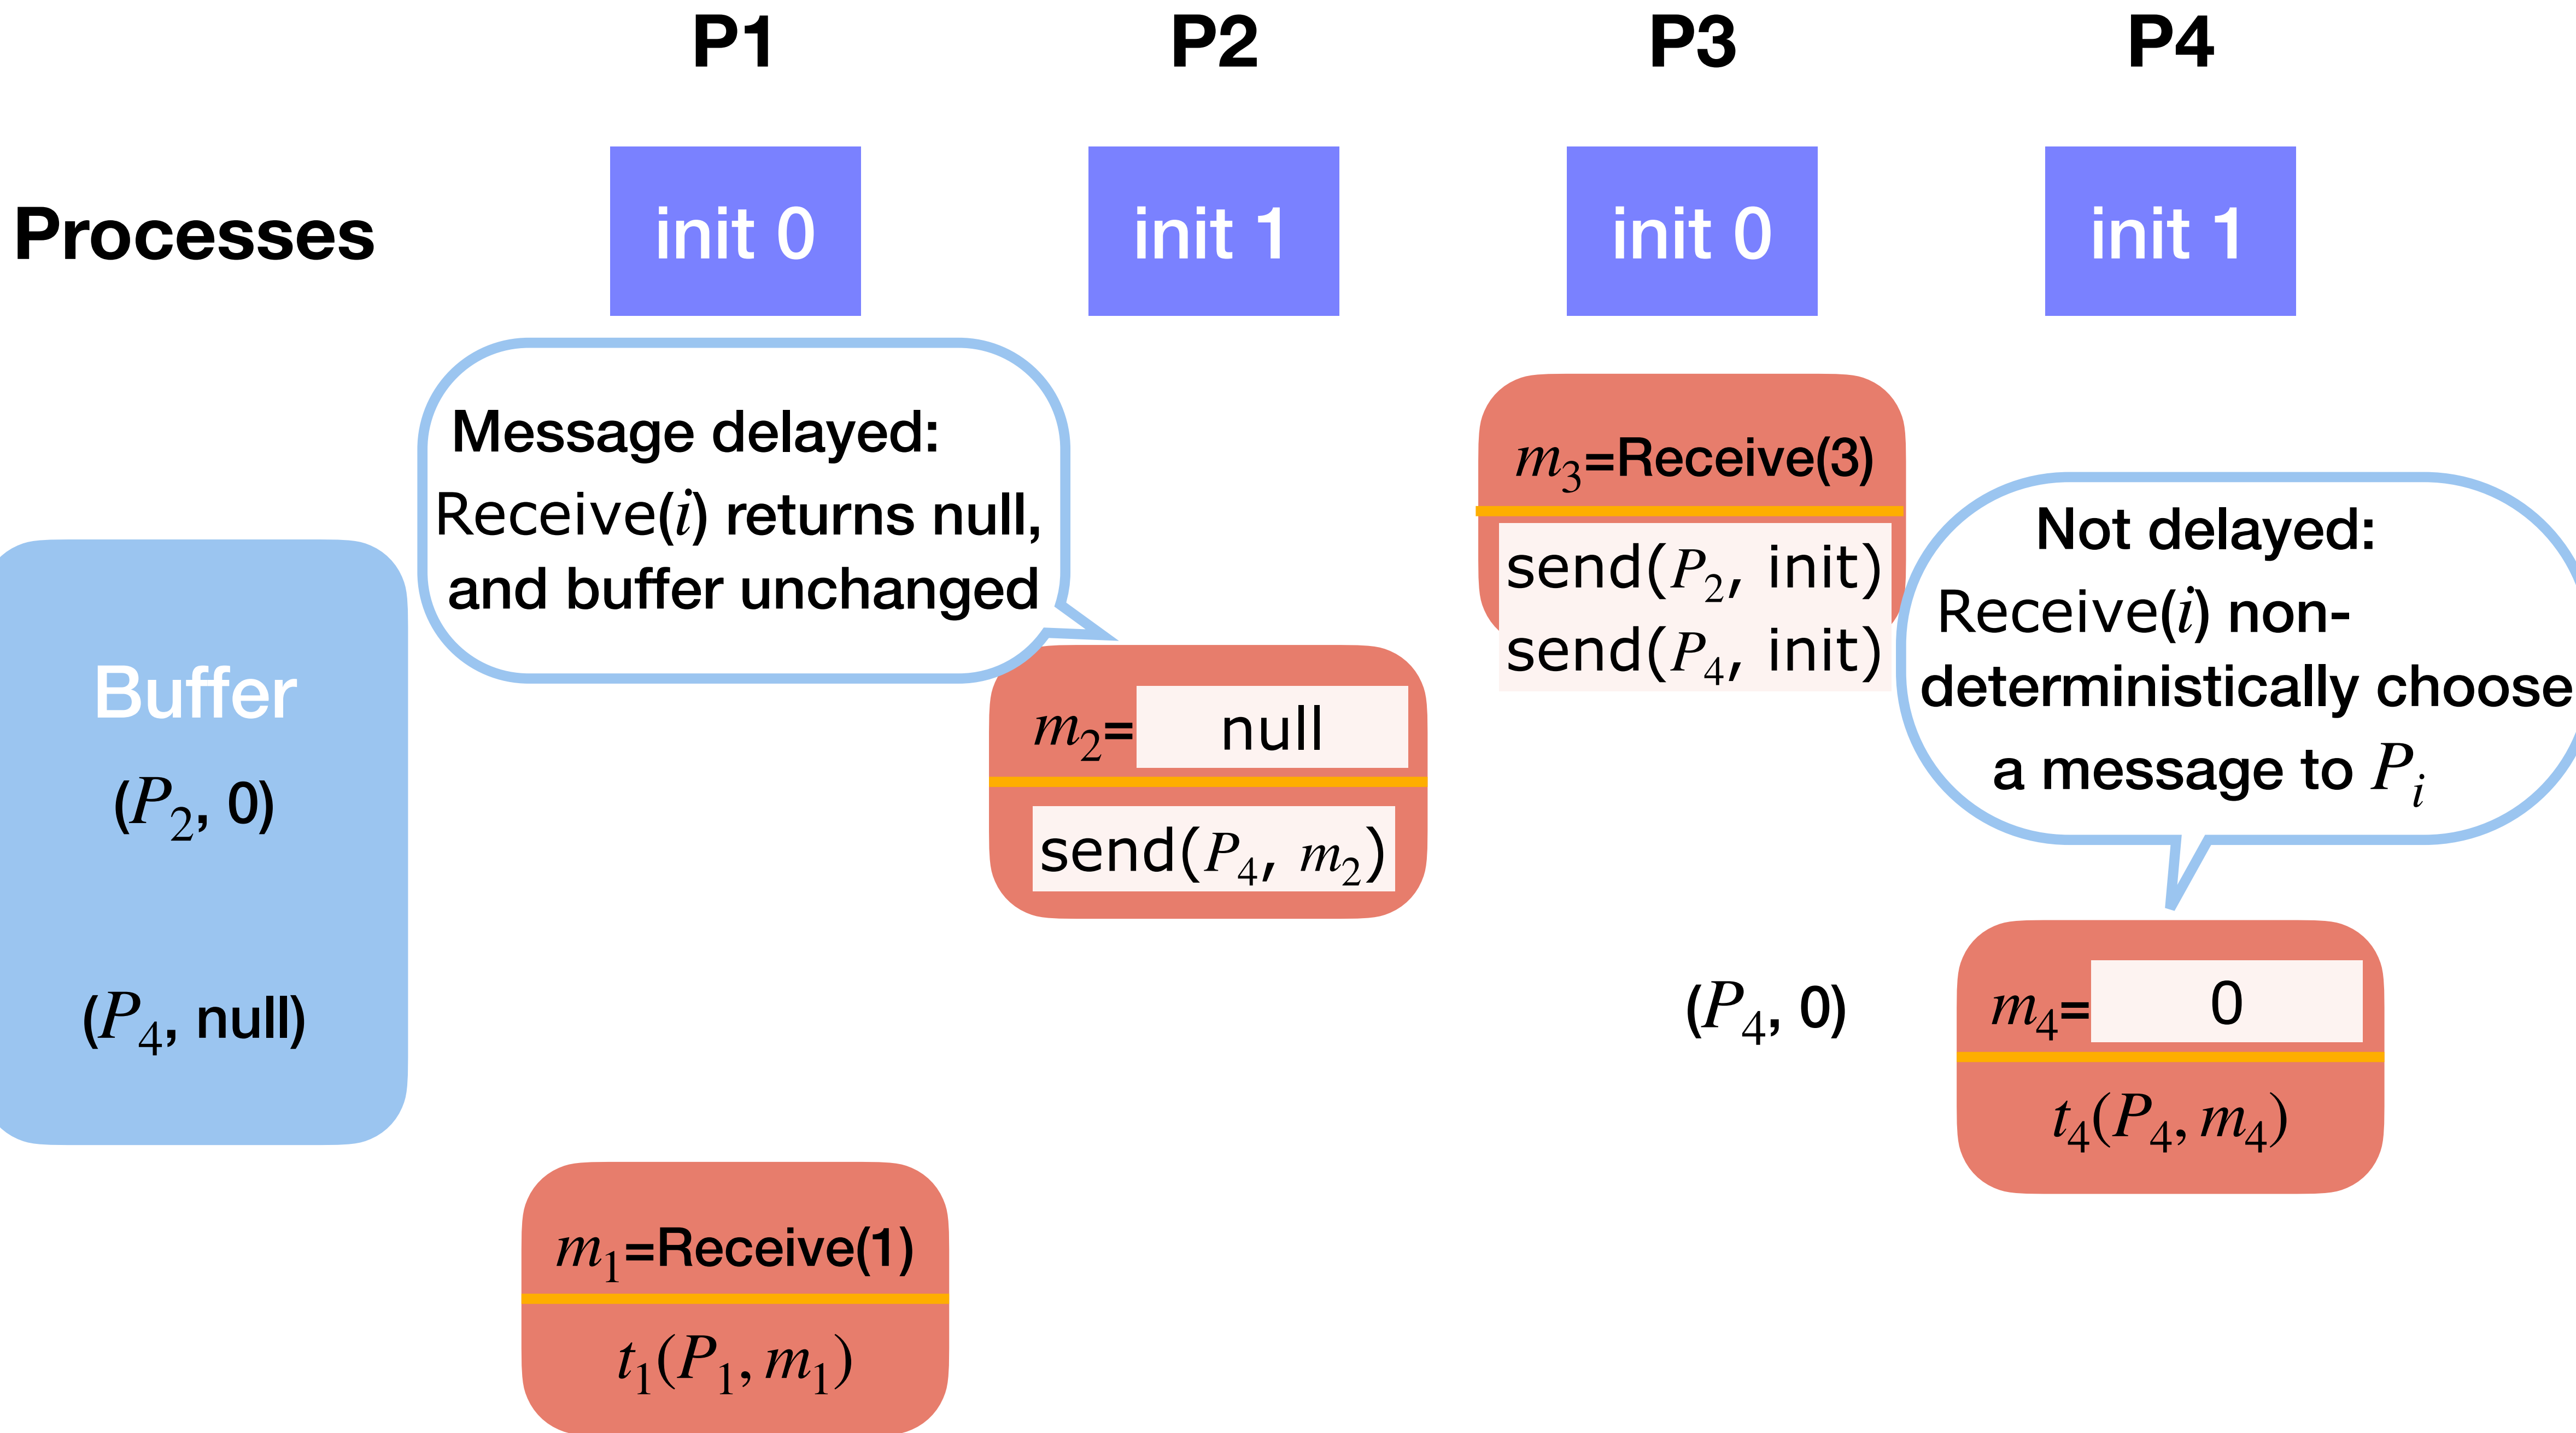 P1 P2 P3 P4
Processes
init 0
init 1
init 0
init 1
Message delayed:
Receive(i) returns null,
and buffer unchanged
m₃=Receive(3)
send(P₂, init)
send(P₄, init)
Not delayed:
Receive(i) non-
deterministically choose
a message to Pᵢ
Buffer
(P₂, 0)
(P₄, null)
m₂= null
send(P₄, m₂)
(P₄, 0)
m₄= 0
t₄(P₄, m₄)
m₁=Receive(1)
t₁(P₁, m₁)